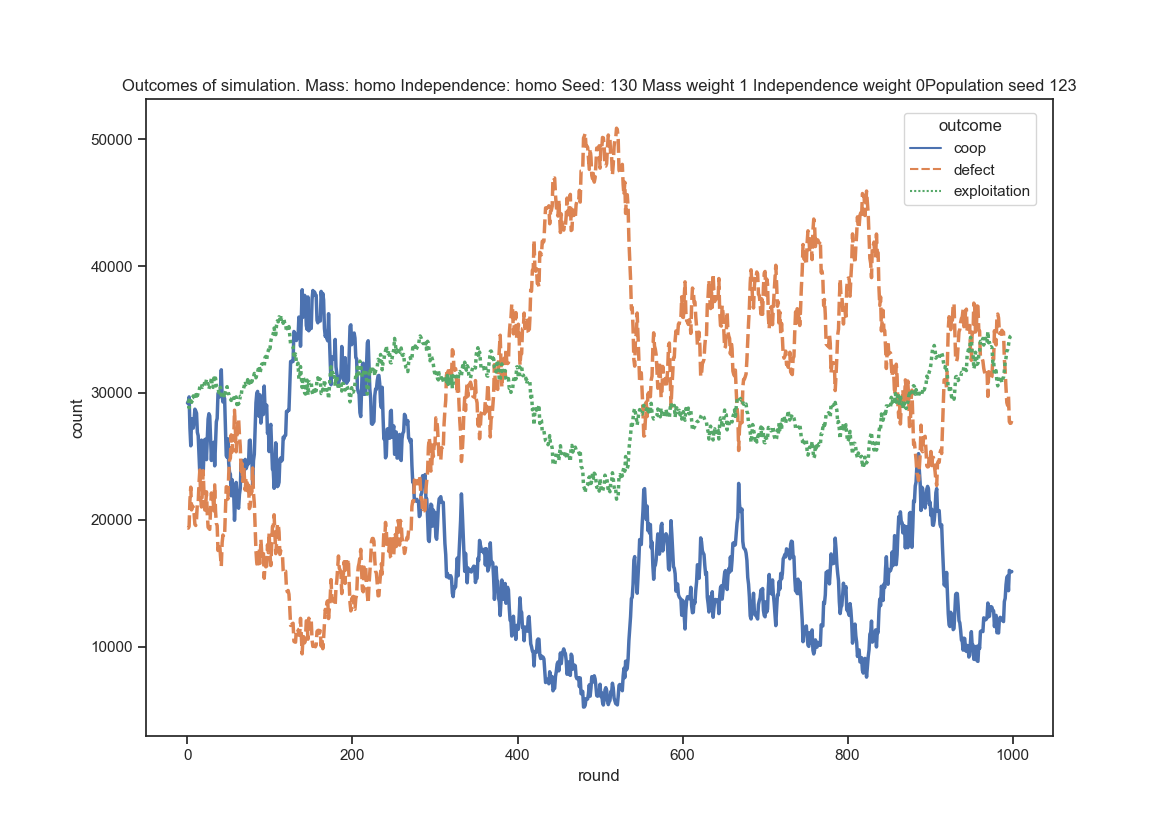 Outcomes of simulation. Mass: homo Independence: homo Seed: 130 Mass weight 1 Independence weight 0Population seed 123
outcome
coop
defect
exploitation
50000
40000
30000
20000
10000
count
0 200 400 600 800 1000
round